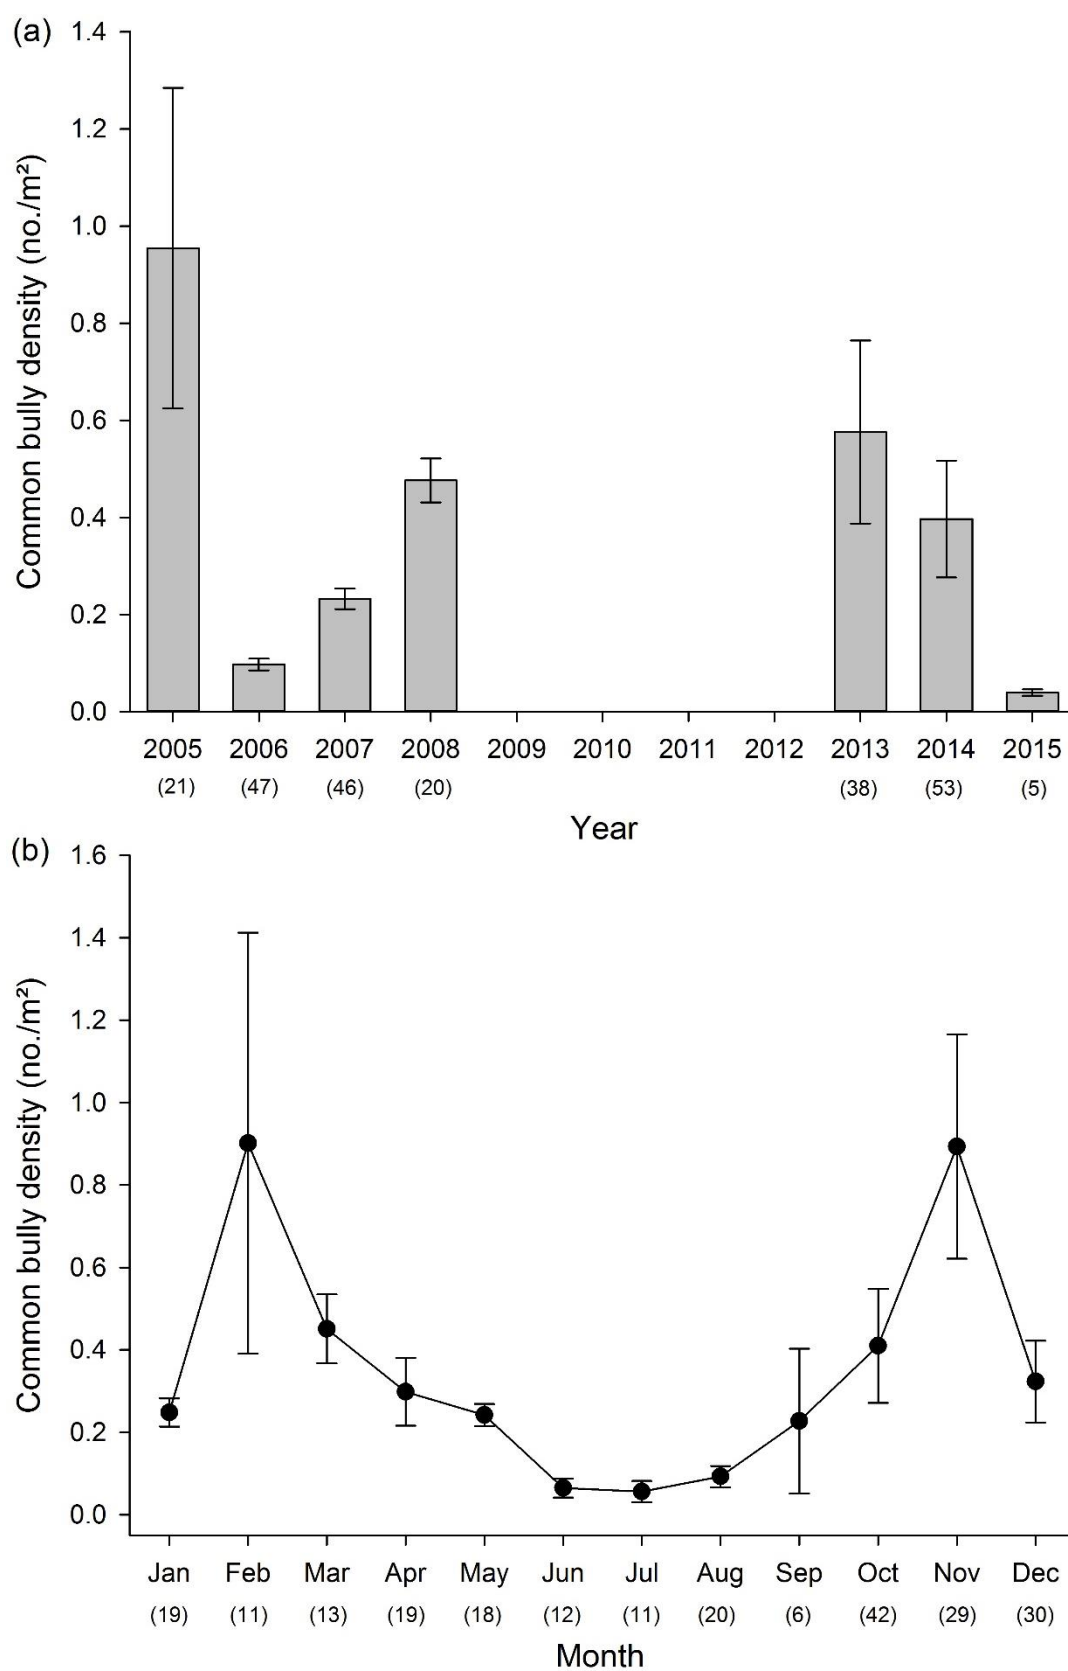 (a)
Common bully density (no./m²)
1.4
1.2
1.0
0.8
0.6
0.4
0.2
0.0
2005 2006 2007 2008 2009 2010 2011 2012 2013 2014 2015
(21) (47) (46) (20) (38) (53) (5)
Year
(b)
Common bully density (no./m²)
1.6
1.4
1.2
1.0
0.8
0.6
0.4
0.2
0.0
Jan Feb Mar Apr May Jun Jul Aug Sep Oct Nov Dec
(19) (11) (13) (19) (18) (12) (11) (20) (6) (42) (29) (30)
Month